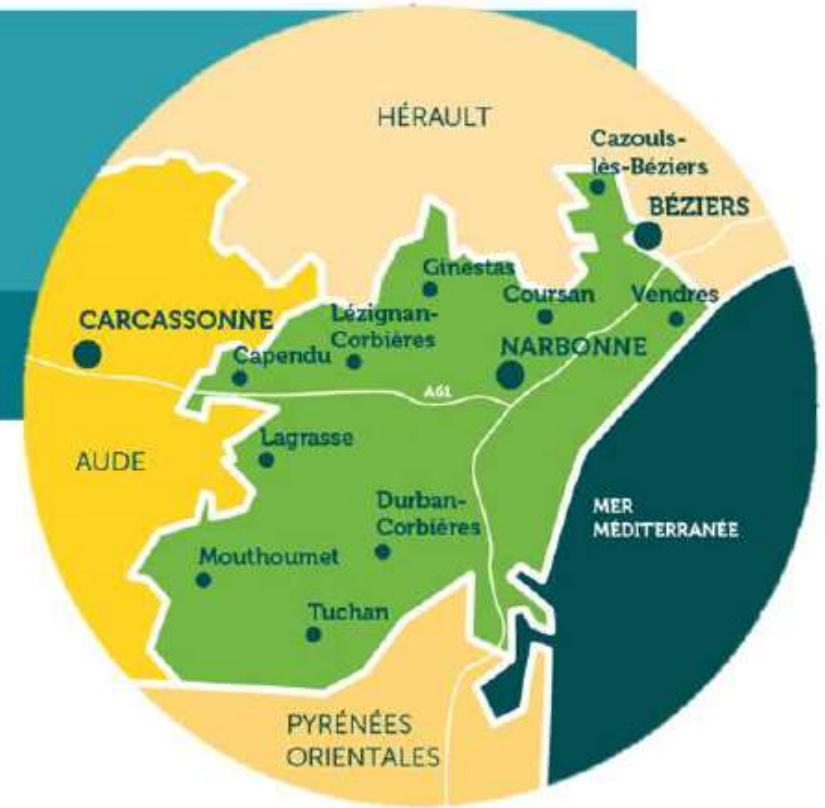 HÉRAULT
Cazouls-
lès-Béziers
BÉZIERS
Ginestas
Coursan
Vendres
CARCASSONNE
Lézignan-
Corbières
NARBONNE
Capendu
A61
Lagrasse
AUDE
Durban-
Corbières
MER
MÉDITERRANÉE
Mouthoumet
Tuchan
PYRÉNÉES
ORIENTALES